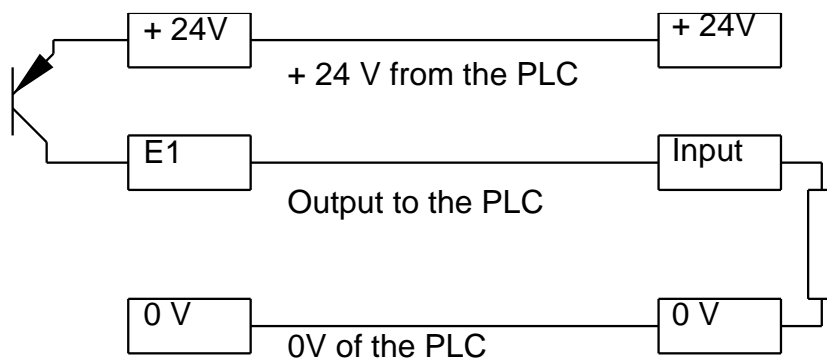 + 24V
+ 24V
+ 24 V from the PLC
E1
Input
Output to the PLC
0 V
0 V
0V of the PLC